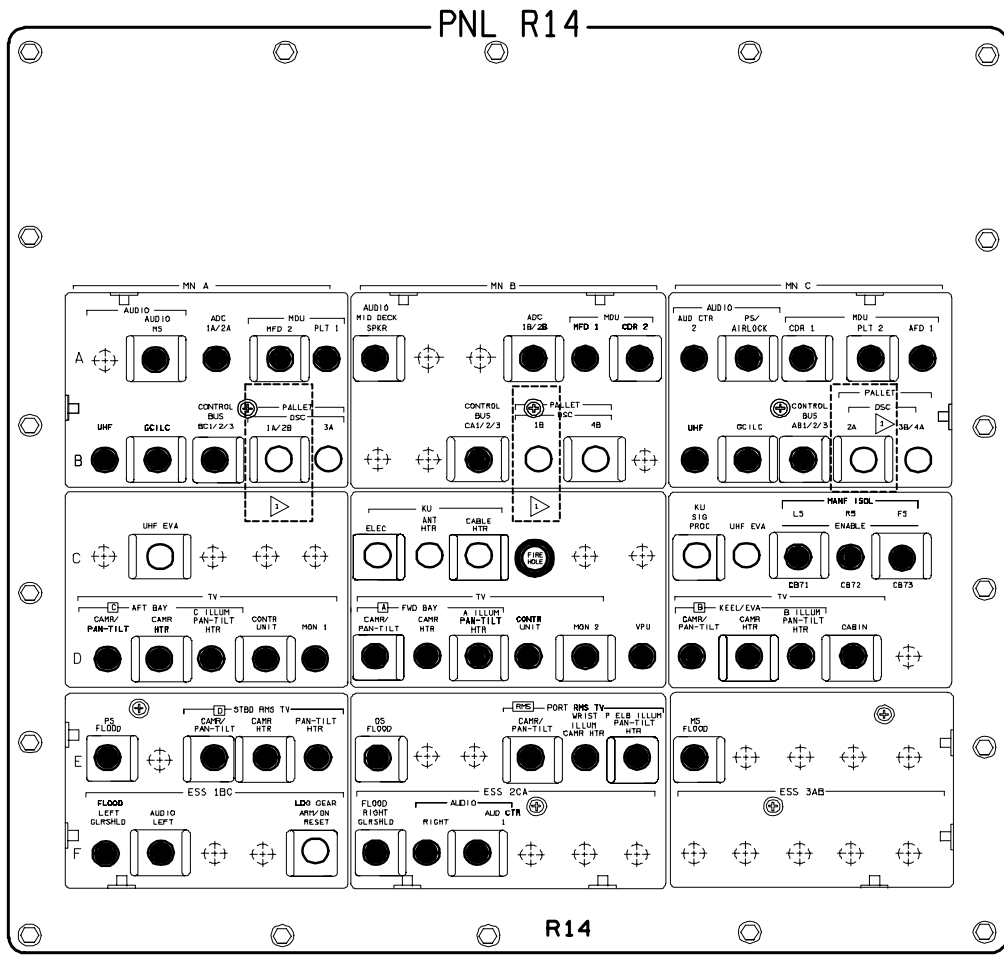 PNL R14
MN A MN B MN C
AUDIO
AUDIO MS
ADC 1A/2A
MDU
MFD 2 PLT 1
AUDIO MID DECK SPKR
ADC 1B/2B
MDU
MFD 1 CDR 2
AUDIO
AUD CTR 2
PS/ AIRLOCK
MDU
CDR 1 PLT 2 AFD 1
A
UHF GCILC
CONTROL BUS BC1/2/3
PALLET
DSC
1A/2B 3A
CONTROL BUS CA1/2/3
PALLET
DSC
1B 4B
UHF GCILC
CONTROL BUS AB1/2/3
PALLET
DSC
2A 1 3B/4A
B
1
1
UHF EVA
KU
ELEC
ANT HTR
CABLE HTR
FIRE HOLE
KU SIG PROC
UHF EVA
MANF ISOL
L5 R5 F5
ENABLE
CB71 CB72 CB73
C
TV
C AFT BAY
CAMR/ PAN-TILT
CAMR HTR
C ILLUM PAN-TILT HTR
CONTR UNIT
MON 1
TV
A FWD BAY
CAMR/ PAN-TILT
CAMR HTR
A ILLUM PAN-TILT HTR
CONTR UNIT
MON 2
VPU
TV
B KEEL/EVA
CAMR/ PAN-TILT
CAMR HTR
B ILLUM PAN-TILT HTR
CABIN
D
PS FLOOD
D STBD RMS TV
CAMR/ PAN-TILT
CAMR HTR
PAN-TILT HTR
OS FLOOD
RMS PORT RMS TV
CAMR/ PAN-TILT
WRIST ILLUM CAMR HTR
P ELB ILLUM PAN-TILT HTR
MS FLOOD
E
ESS 1BC ESS 2CA ESS 3AB
FLOOD LEFT GLRSHLD
AUDIO LEFT
LDG GEAR ARM/DN RESET
FLOOD RIGHT GLRSHLD
AUDIO
RIGHT
AUD CTR 1
F
R14